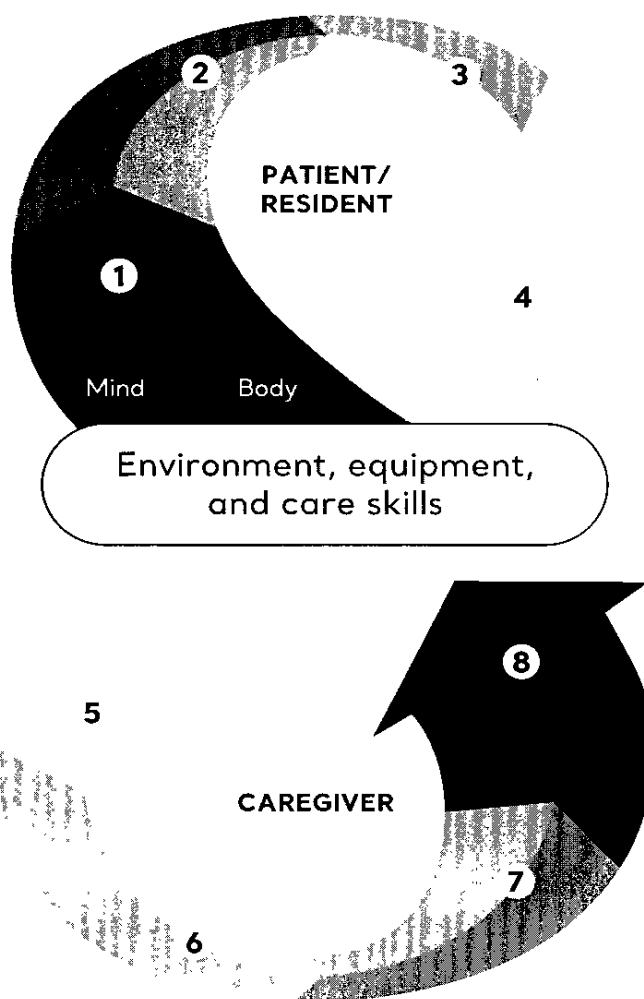 2
3
PATIENT/
RESIDENT
1
4
Mind Body
Environment, equipment,
and care skills
8
5
CAREGIVER
7
6